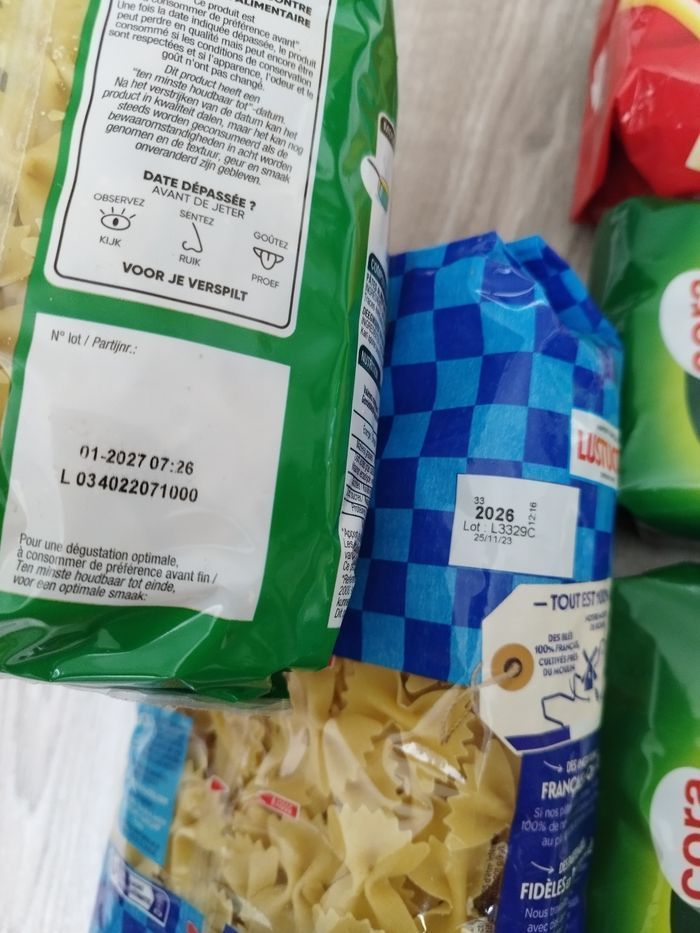 Ce produit est
consommer de préférence avant".
Une fois la date indiquée dépassée, le produit
peut perdre en qualité mais peut encore être
consommé si les conditions de conservation
sont respectées et si l'apparence, l'odeur et le
goût n'ont pas changé.
Dit product heeft een
"ten minste houdbaar tot"-datum.
Na het verstrijken van de datum kan het
product in kwaliteit dalen, maar het kan nog
steeds worden geconsumeerd als de
bewaaromstandigheden in acht worden
genomen en de textuur, geur en smaak
onveranderd zijn gebleven.
DATE DÉPASSÉE ?
AVANT DE JETER
OBSERVEZ
SENTEZ
GOÛTEZ
KIJK
RUIK
PROEF
VOOR JE VERSPILT
N° lot / Partijnr.:
01-2027 07:26
L 034022071000
Pour une dégustation optimale,
à consommer de préférence avant fin /
Ten minste houdbaar tot einde,
voor een optimale smaak:
33
2026
Lot : L3329C
12:16
25/11/23
— TOUT EST 100%
DES BLÉS
100% FRANÇAIS,
CULTIVÉS PRÈS
DU MOULIN
FIDÈLES
cora
cora